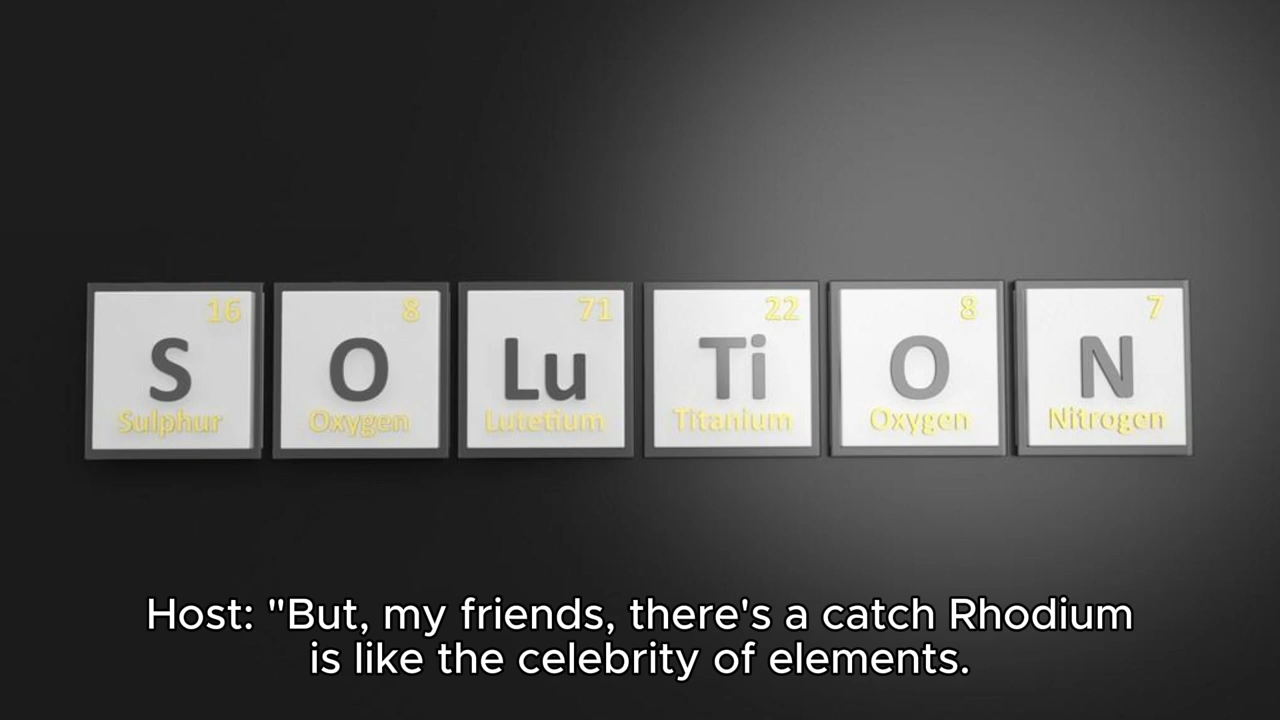 16 8 71 22 8 7
S O Lu Ti O N
Sulphur Oxygen Lutetium Titanium Oxygen Nitrogen
Host: "But, my friends, there's a catch Rhodium
is like the celebrity of elements.